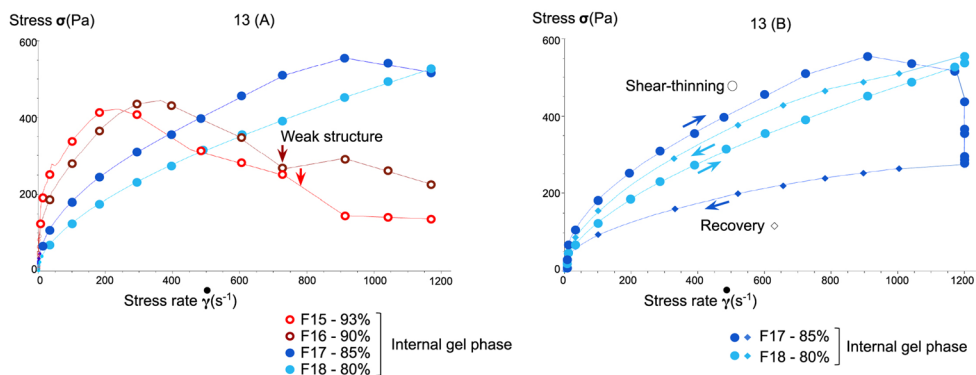 Stress σ(Pa)
13 (A)
600
400
200
0
0
200
400
600
800
1000
1200
Weak structure
Stress rate γ̇(s-1)
F15 - 93%
F16 - 90%
F17 - 85%
F18 - 80%
Internal gel phase
Stress σ(Pa)
13 (B)
600
400
200
0
0
200
400
600
800
1000
1200
Shear-thinning
Recovery
Stress rate γ̇(s-1)
F17 - 85%
F18 - 80%
Internal gel phase